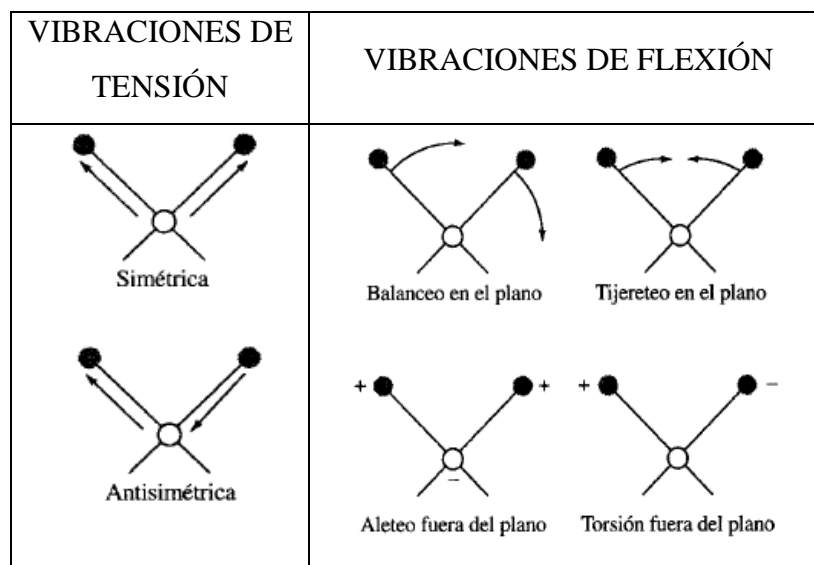 VIBRACIONES DE
TENSIÓN
VIBRACIONES DE FLEXIÓN
Simétrica
Antisimétrica
Balanceo en el plano
Tijereteo en el plano
+ + + −
−
Aleteo fuera del plano
Torsión fuera del plano